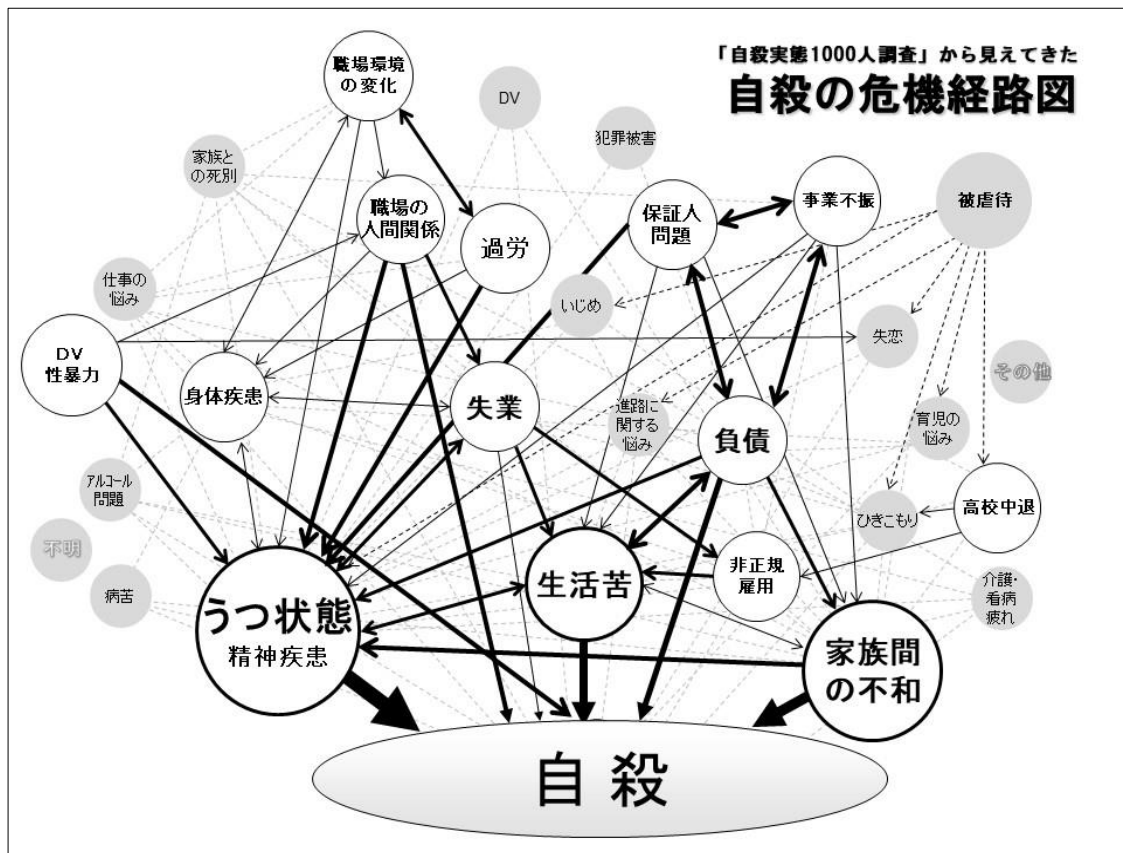 「自殺実態1000人調査」から見えてきた
自殺の危機経路図
職場環境
の変化
DV
犯罪被害
家族と
の死別
職場の
人間関係
過労
保証人
問題
事業不振
被虐待
仕事の
悩み
いじめ
失恋
DV
性暴力
身体疾患
失業
進路に
関する
悩み
負債
その他
育児の
悩み
アルコール
問題
ひきこもり
高校中退
不明
病苦
うつ状態
精神疾患
生活苦
非正規
雇用
介護・
看病
疲れ
家族間
の不和
自殺